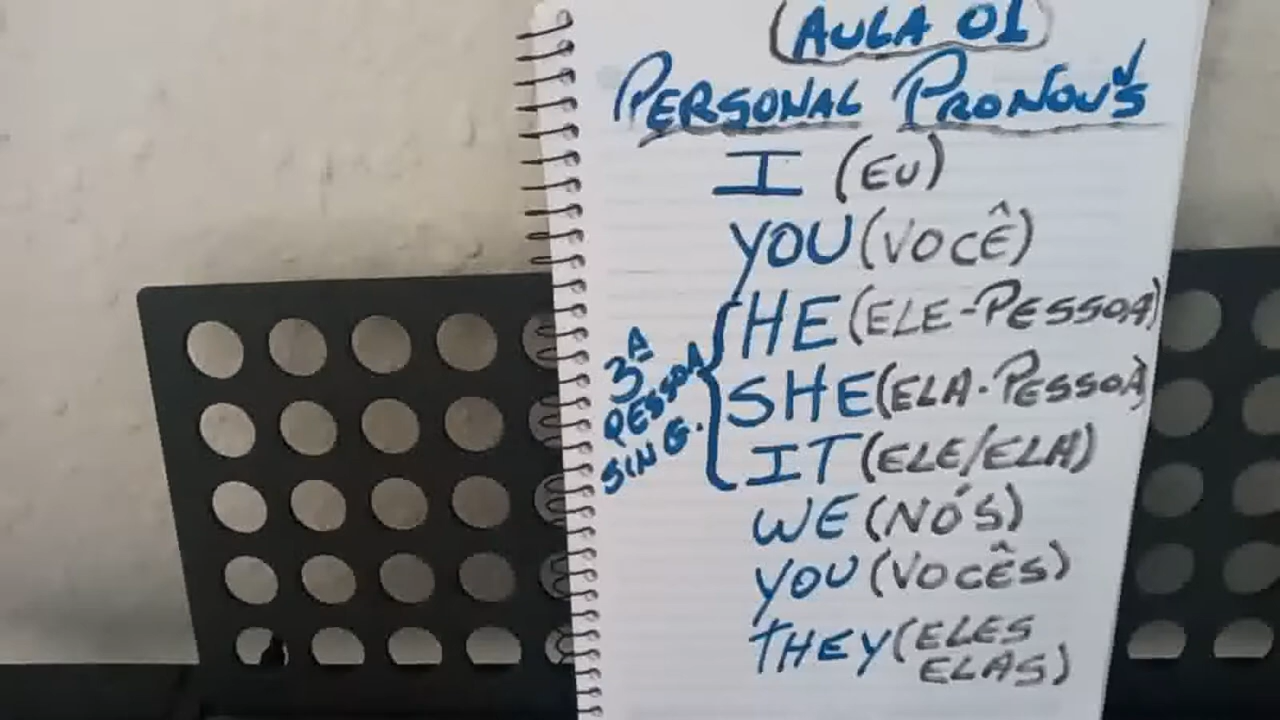 (AULA 01)
PERSONAL PRONOUS
I (EU)
YOU (VOCÊ)
HE (ELE-PESSOA)
SHE (ELA-PESSOA)
IT (ELE/ELA)
3ª
PESSOA
SING.
WE (NÓS)
YOU (VOCÊS)
THEY (ELES
ELAS)